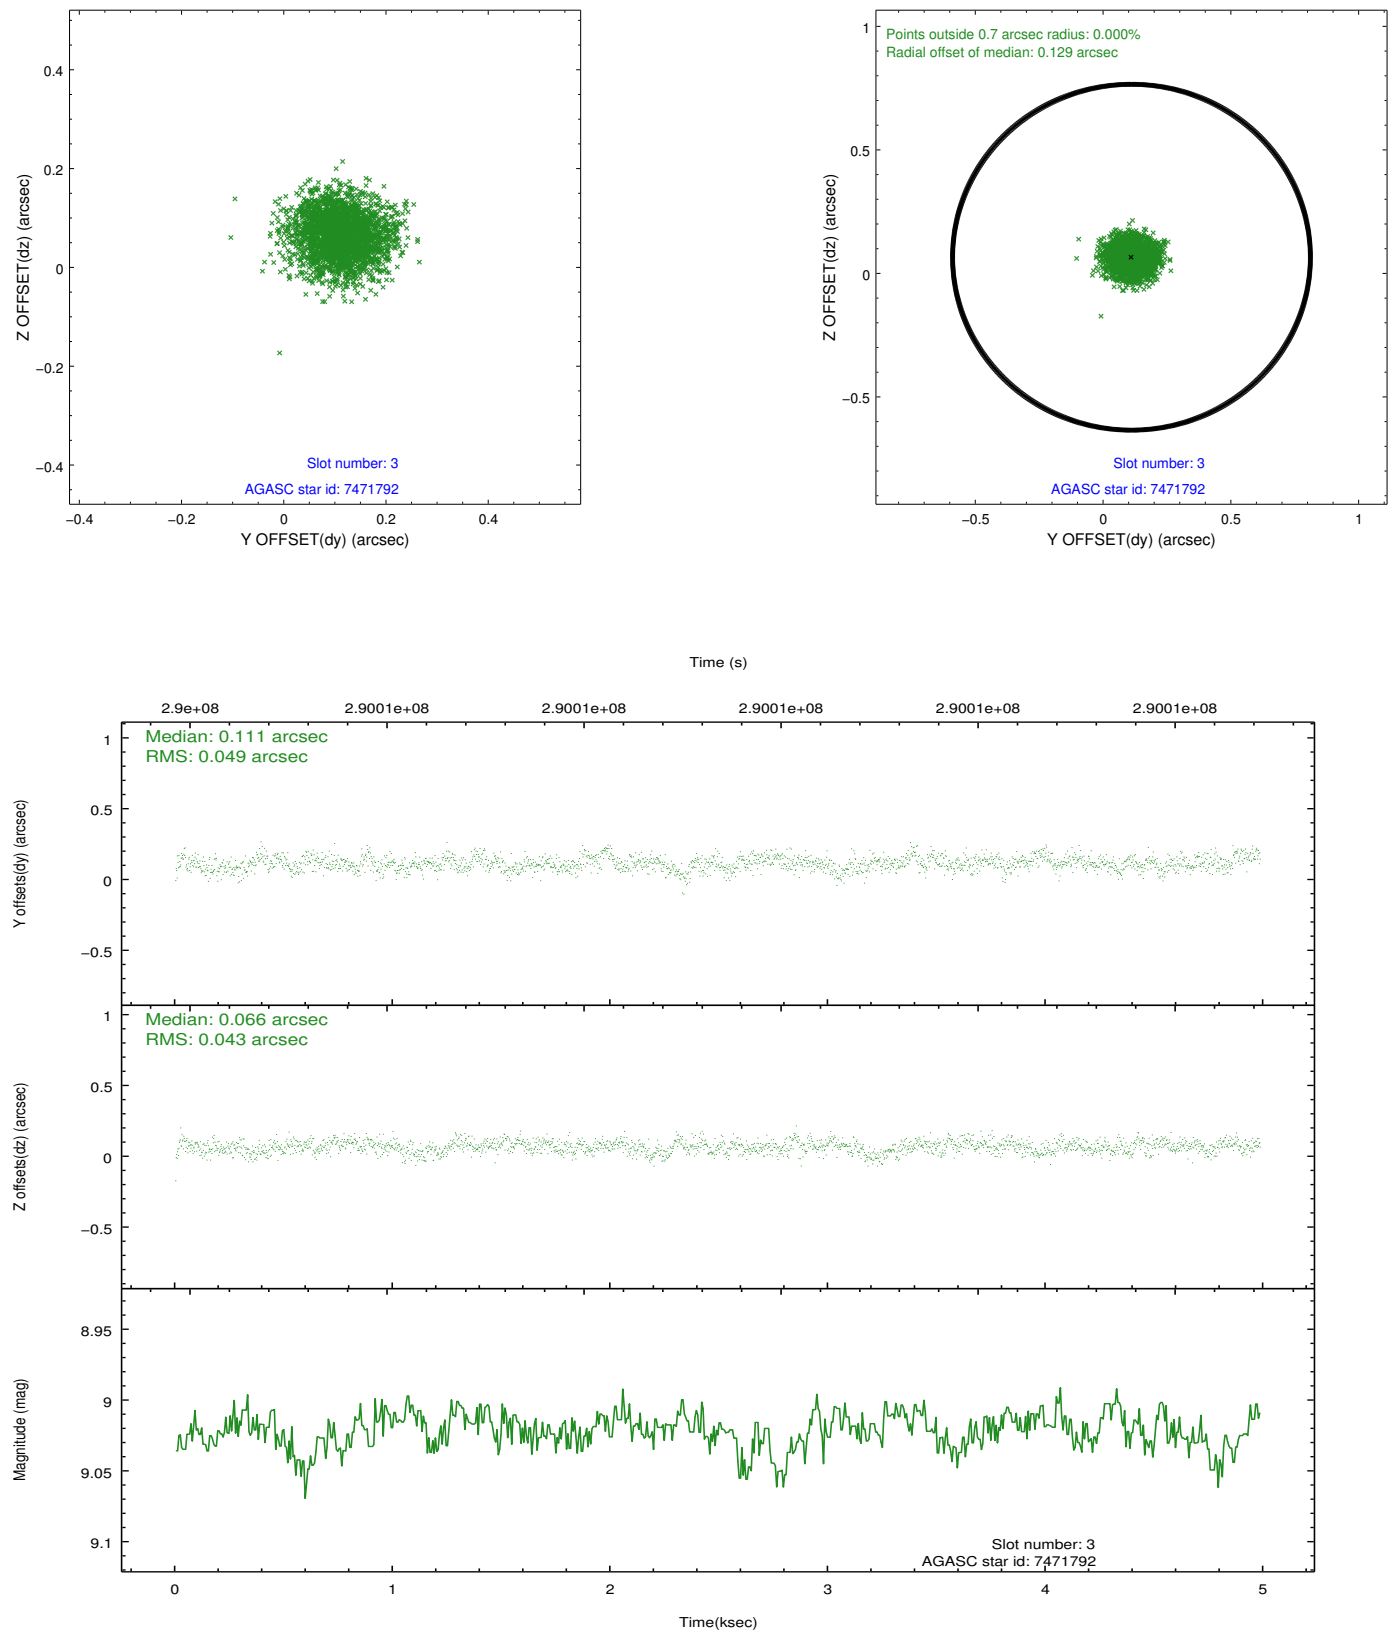 0.4
0.2
0
−0.2
−0.4
Z OFFSET(dz) (arcsec)
Slot number: 3
AGASC star id: 7471792
−0.4 −0.2 0 0.2 0.4
Y OFFSET(dy) (arcsec)
Points outside 0.7 arcsec radius: 0.000%
Radial offset of median: 0.129 arcsec
1
0.5
0
−0.5
Z OFFSET(dz) (arcsec)
Slot number: 3
AGASC star id: 7471792
−0.5 0 0.5 1
Y OFFSET(dy) (arcsec)
Time (s)
2.9e+08 2.9001e+08 2.9001e+08 2.9001e+08 2.9001e+08 2.9001e+08
Median: 0.111 arcsec
RMS: 0.049 arcsec
1
0.5
0
−0.5
Y offsets(dy) (arcsec)
Median: 0.066 arcsec
RMS: 0.043 arcsec
1
0.5
0
−0.5
Z offsets(dz) (arcsec)
8.95
9
9.05
9.1
Magnitude (mag)
Slot number: 3
AGASC star id: 7471792
0 1 2 3 4 5
Time(ksec)